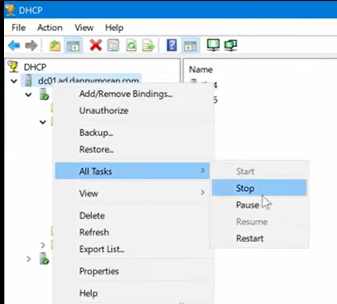 DHCP
File Action View Help
DHCP
dc01.ad.dannymoran.com
Name
Add/Remove Bindings...
Unauthorize
Backup...
Restore...
All Tasks
View
Delete
Refresh
Export List...
Properties
Help
Start
Stop
Pause
Resume
Restart